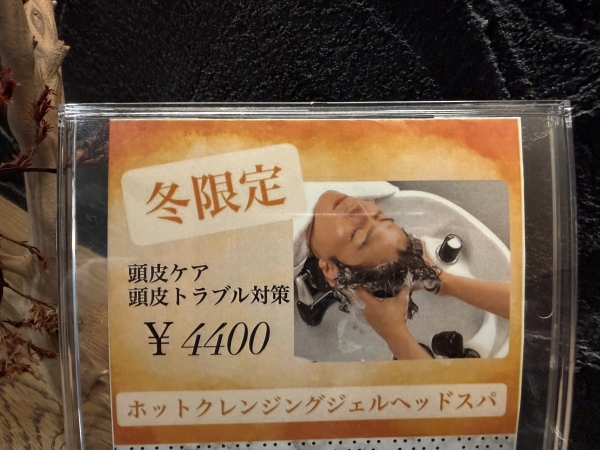 冬限定
頭皮ケア
頭皮トラブル対策
￥4400
ホットクレンジングジェルヘッドスパ